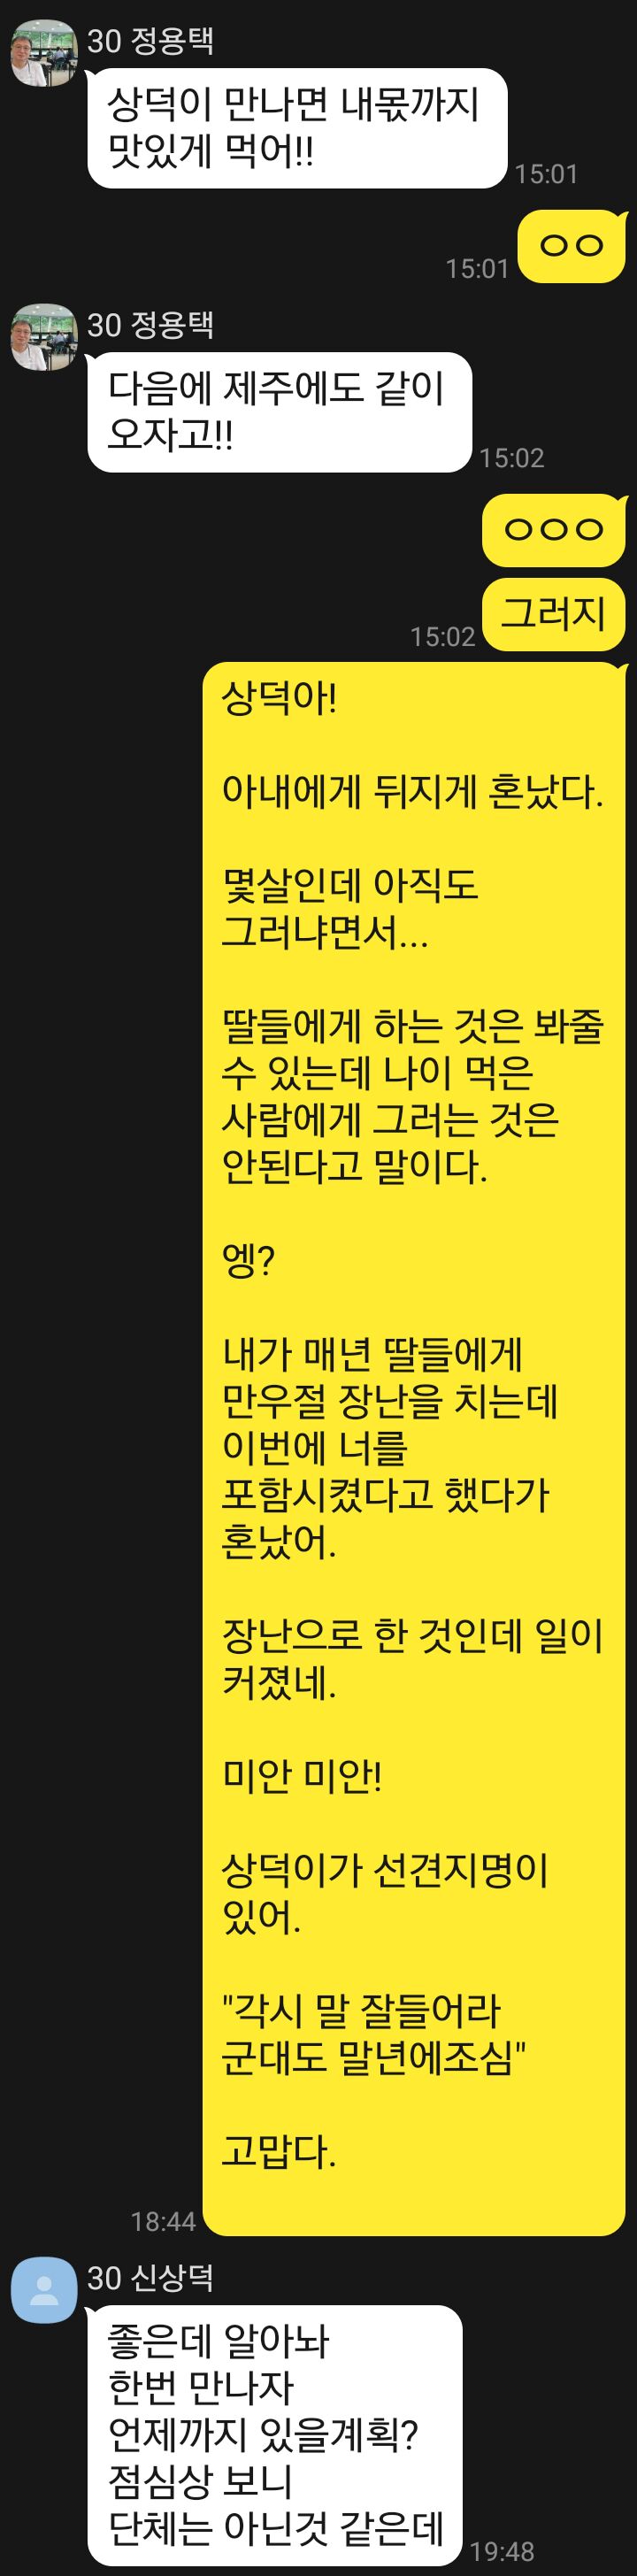 30 정용택
상덕이 만나면 내몫까지
맛있게 먹어!!
15:01
ㅇㅇ
15:01
30 정용택
다음에 제주에도 같이
오자고!!
15:02
ㅇㅇㅇ
그러지
15:02
상덕아!
아내에게 뒤지게 혼났다.
몇살인데 아직도
그러냐면서...
딸들에게 하는 것은 봐줄
수 있는데 나이 먹은
사람에게 그러는 것은
안된다고 말이다.
엥?
내가 매년 딸들에게
만우절 장난을 치는데
이번에 너를
포함시켰다고 했다가
혼났어.
장난으로 한 것인데 일이
커졌네.
미안 미안!
상덕이가 선견지명이
있어.
"각시 말 잘들어라
군대도 말년에조심"
고맙다.
18:44
30 신상덕
좋은데 알아놔
한번 만나자
언제까지 있을계획?
점심상 보니
단체는 아닌것 같은데
19:48